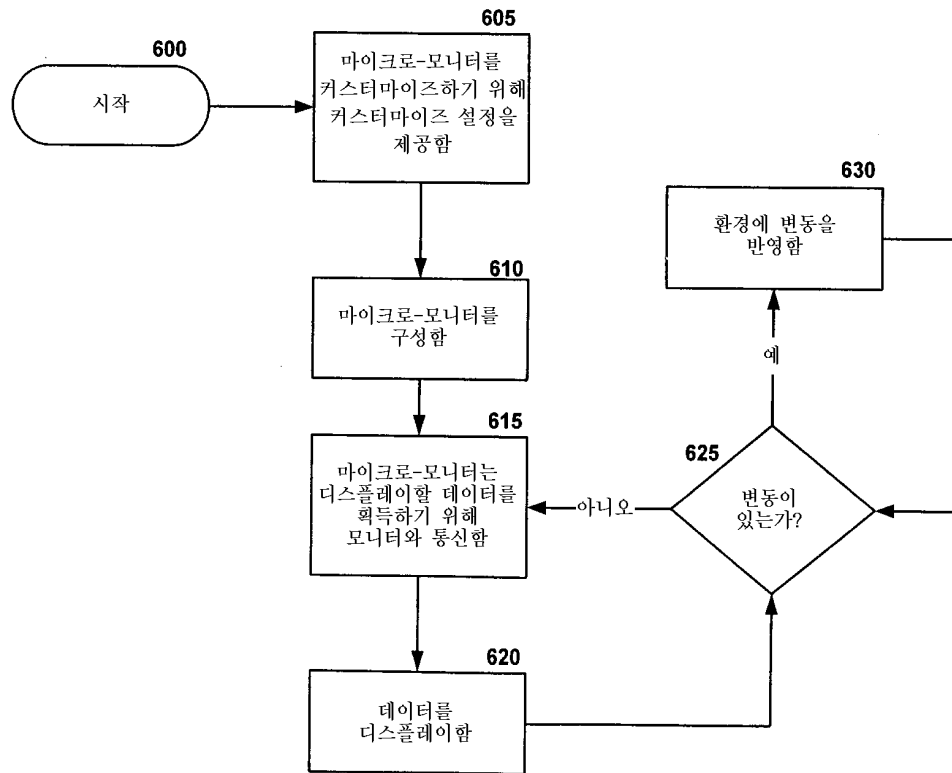 600
시작
605
마이크로-모니터를
커스터마이즈하기 위해
커스터마이즈 설정을
제공함
610
마이크로-모니터를
구성함
615
마이크로-모니터는
디스플레이할 데이터를
획득하기 위해
모니터와 통신함
620
데이터를
디스플레이함
625
변동이
있는가?
아니오
예
630
환경에 변동을
반영함